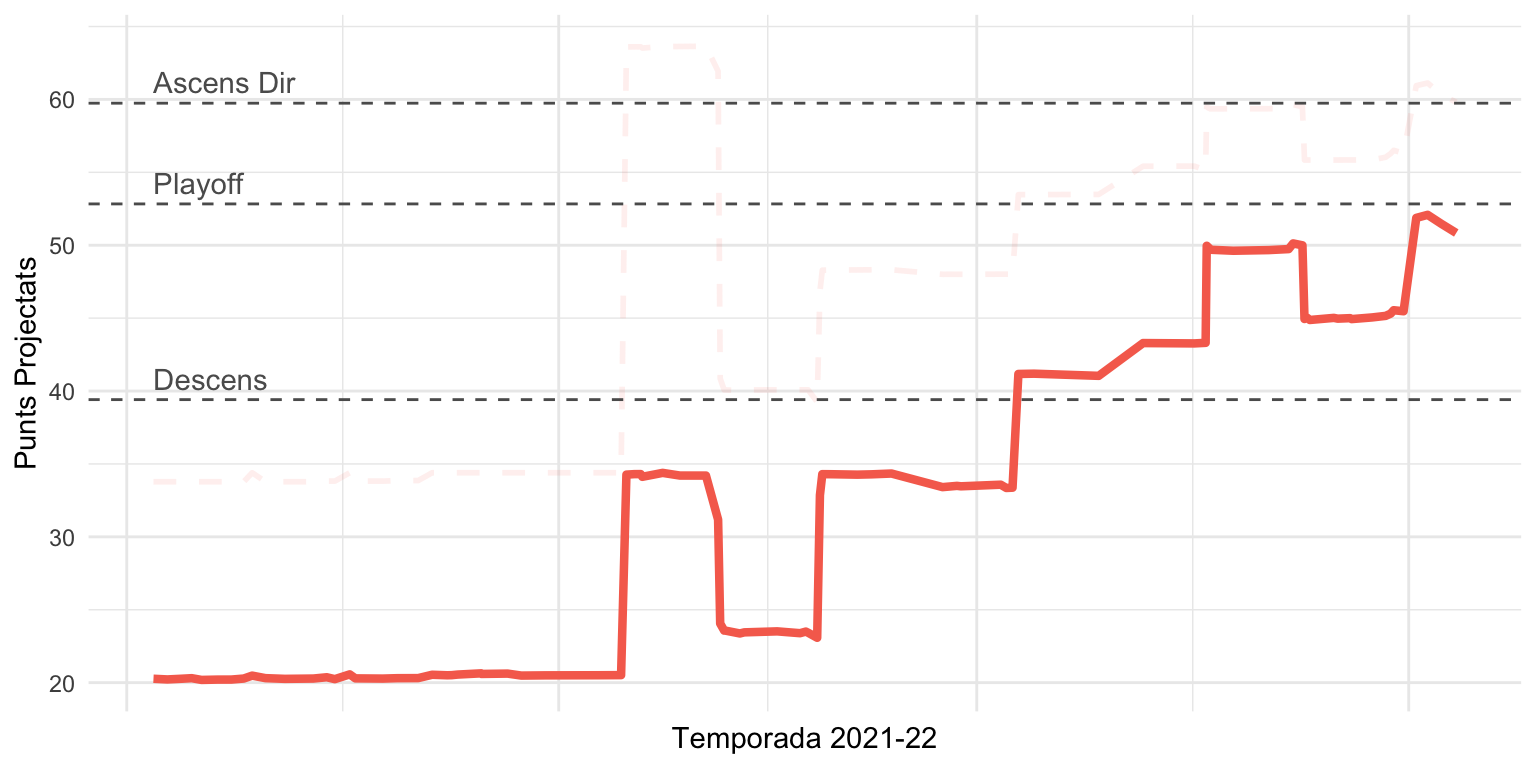 Ascens Dir
60
Playoff
50
Descens
40
30
20
Punts Projectats
Temporada 2021-22